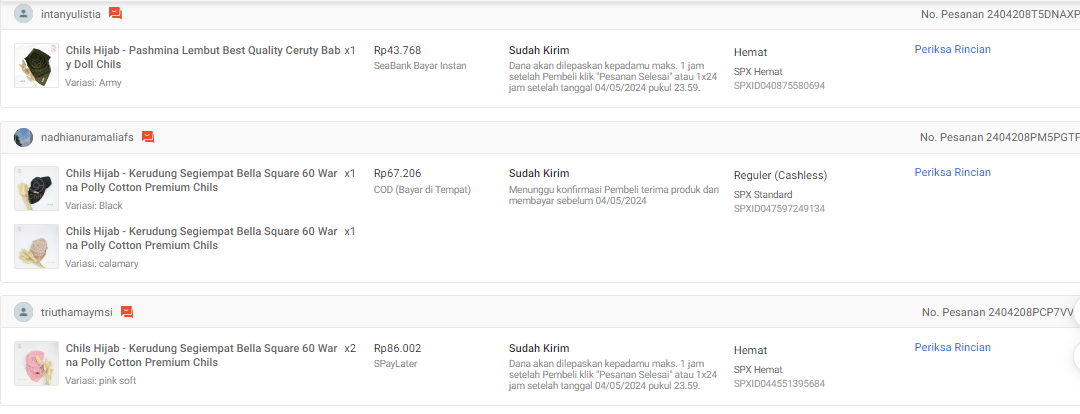 intanyulistia
No. Pesanan 2404208T5DNAXP
Chils Hijab - Pashmina Lembut Best Quality Ceruty Bab x1
y Doll Chils
Variasi: Army
Rp43.768
SeaBank Bayar Instan
Sudah Kirim
Dana akan dilepaskan kepadamu maks. 1 jam
setelah Pembeli klik "Pesanan Selesai" atau 1x24
jam setelah tanggal 04/05/2024 pukul 23.59.
Hemat
SPX Hemat
SPXID040875580694
Periksa Rincian
nadhianuramaliafs
No. Pesanan 2404208PM5PGTF
Chils Hijab - Kerudung Segiempat Bella Square 60 War x1
na Polly Cotton Premium Chils
Variasi: Black
Rp67.206
COD (Bayar di Tempat)
Sudah Kirim
Menunggu konfirmasi Pembeli terima produk dan
membayar sebelum 04/05/2024
Reguler (Cashless)
SPX Standard
SPXID047597249134
Periksa Rincian
Chils Hijab - Kerudung Segiempat Bella Square 60 War x1
na Polly Cotton Premium Chils
Variasi: calamary
triuthamaymsi
No. Pesanan 2404208PCP7VV
Chils Hijab - Kerudung Segiempat Bella Square 60 War x2
na Polly Cotton Premium Chils
Variasi: pink soft
Rp86.002
SPayLater
Sudah Kirim
Dana akan dilepaskan kepadamu maks. 1 jam
setelah Pembeli klik "Pesanan Selesai" atau 1x24
jam setelah tanggal 04/05/2024 pukul 23.59.
Hemat
SPX Hemat
SPXID044551395684
Periksa Rincian